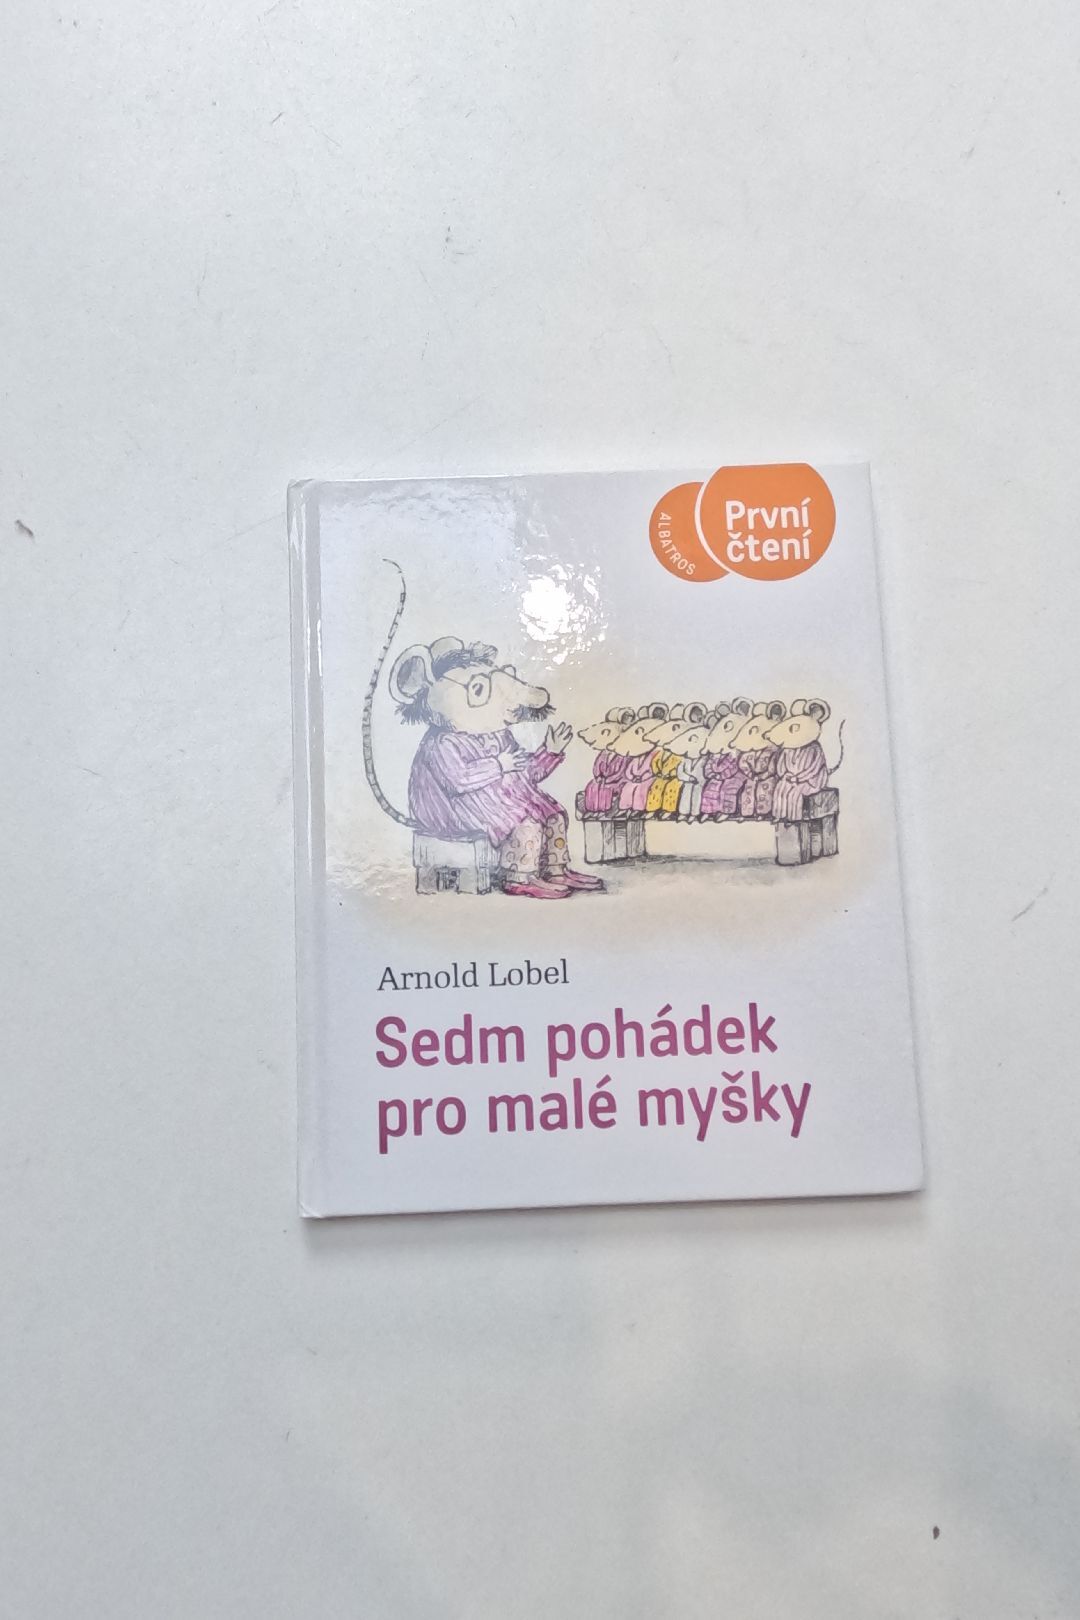 ALBATROS
První
čtení
Arnold Lobel
Sedm pohádek
pro malé myšky